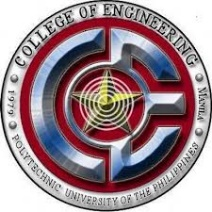 COLLEGE OF ENGINEERING
1979
MANILA
POLYTECHNIC UNIVERSITY OF THE PHILIPPINES